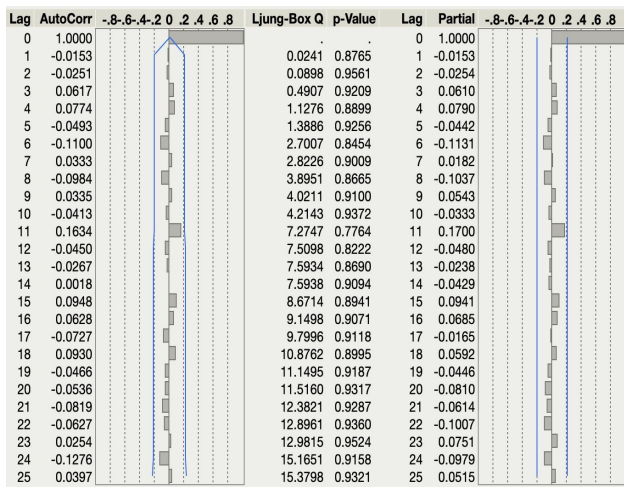 Lag AutoCorr -.8-.6-.4-.2 0 .2 .4 .6 .8 Ljung-Box Q p-Value Lag Partial -.8-.6-.4-.2 0 .2 .4 .6 .8
0 1.0000 . . 0 1.0000
1 -0.0153 0.0241 0.8765 1 -0.0153
2 -0.0251 0.0898 0.9561 2 -0.0254
3 0.0617 0.4907 0.9209 3 0.0610
4 0.0774 1.1276 0.8899 4 0.0790
5 -0.0493 1.3886 0.9256 5 -0.0442
6 -0.1100 2.7007 0.8454 6 -0.1131
7 0.0333 2.8226 0.9009 7 0.0182
8 -0.0984 3.8951 0.8665 8 -0.1037
9 0.0335 4.0211 0.9100 9 0.0543
10 -0.0413 4.2143 0.9372 10 -0.0333
11 0.1634 7.2747 0.7764 11 0.1700
12 -0.0450 7.5098 0.8222 12 -0.0480
13 -0.0267 7.5934 0.8690 13 -0.0238
14 0.0018 7.5938 0.9094 14 -0.0429
15 0.0948 8.6714 0.8941 15 0.0941
16 0.0628 9.1498 0.9071 16 0.0685
17 -0.0727 9.7996 0.9118 17 -0.0165
18 0.0930 10.8762 0.8995 18 0.0592
19 -0.0466 11.1495 0.9187 19 -0.0446
20 -0.0536 11.5160 0.9317 20 -0.0810
21 -0.0819 12.3821 0.9287 21 -0.0614
22 -0.0627 12.8961 0.9360 22 -0.1007
23 0.0254 12.9815 0.9524 23 0.0751
24 -0.1276 15.1651 0.9158 24 -0.0979
25 0.0397 15.3798 0.9321 25 0.0515